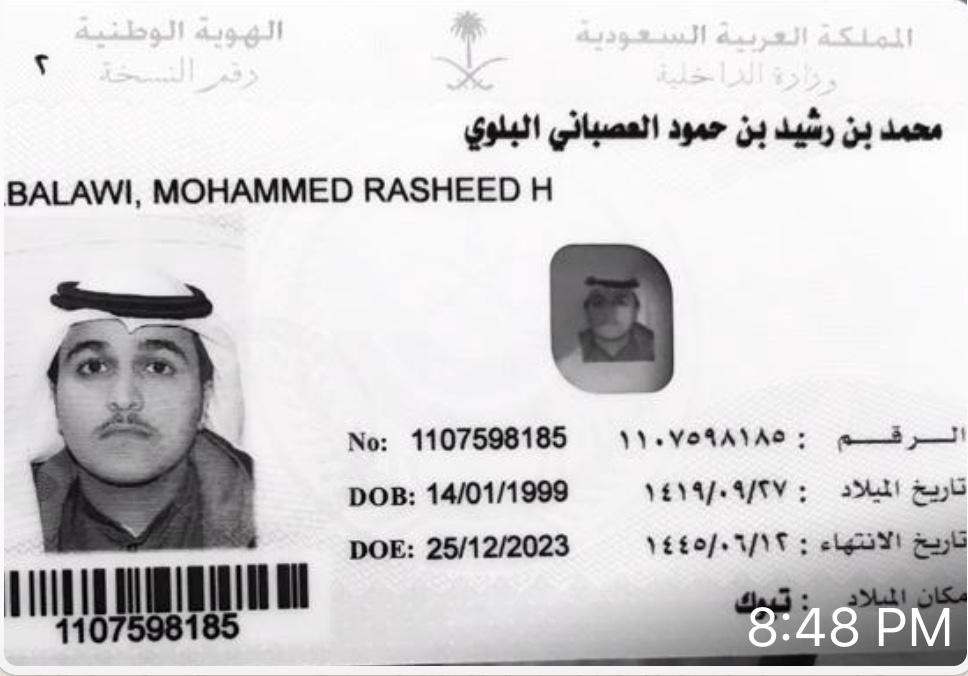 المملكة العربية السعودية
وزارة الداخلية
الهوية الوطنية
رقم النسخة ٢
محمد بن رشيد بن حمود العصباني البلوي
BALAWI, MOHAMMED RASHEED H
الرقم : ١١٠٧٥٩٨١٨٥ No: 1107598185
تاريخ الميلاد : ١٤١٩/٠٩/٢٧ DOB: 14/01/1999
تاريخ الانتهاء : ١٤٤٥/٠٦/١٢ DOE: 25/12/2023
مكان الميلاد : تبوك
1107598185
8:48 PM